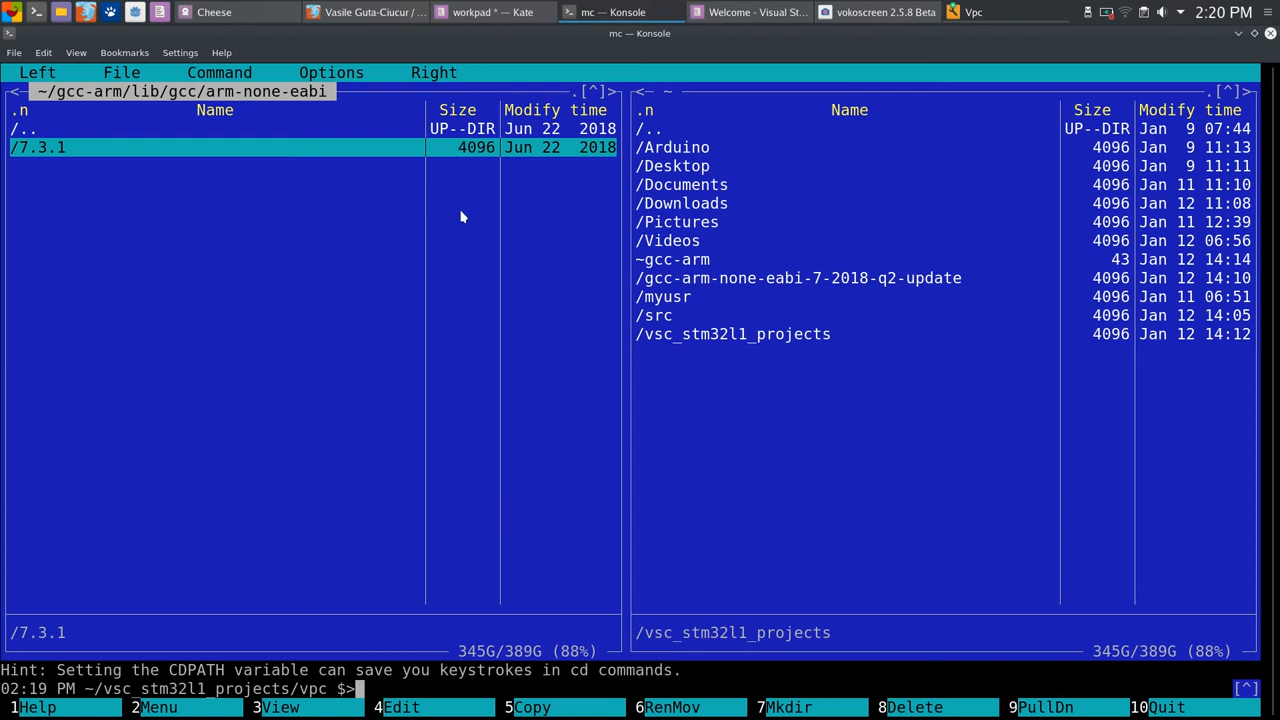 Cheese
Vasile Guta-Ciucur / ...
workpad * — Kate
mc — Konsole
Welcome - Visual St...
vokoscreen 2.5.8 Beta
Vpc
2:20 PM
mc — Konsole
File Edit View Bookmarks Settings Help
Left File Command Options Right
<─ ~/gcc-arm/lib/gcc/arm-none-eabi .[^]> <─ ~ .[^]>
.n Name Size Modify time .n Name Size Modify time
/.. UP--DIR Jun 22 2018 /.. UP--DIR Jan 9 07:44
/7.3.1 4096 Jun 22 2018 /Arduino 4096 Jan 9 11:13
/Desktop 4096 Jan 9 11:11
/Documents 4096 Jan 11 11:10
/Downloads 4096 Jan 12 11:08
/Pictures 4096 Jan 11 12:39
/Videos 4096 Jan 12 06:56
~gcc-arm 43 Jan 12 14:14
/gcc-arm-none-eabi-7-2018-q2-update 4096 Jan 12 14:10
/myusr 4096 Jan 11 06:51
/src 4096 Jan 12 14:05
/vsc_stm32l1_projects 4096 Jan 12 14:12
/7.3.1 /vsc_stm32l1_projects
345G/389G (88%) 345G/389G (88%)
Hint: Setting the CDPATH variable can save you keystrokes in cd commands.
02:19 PM ~/vsc_stm32l1_projects/vpc $> [^]
1Help 2Menu 3View 4Edit 5Copy 6RenMov 7Mkdir 8Delete 9PullDn 10Quit